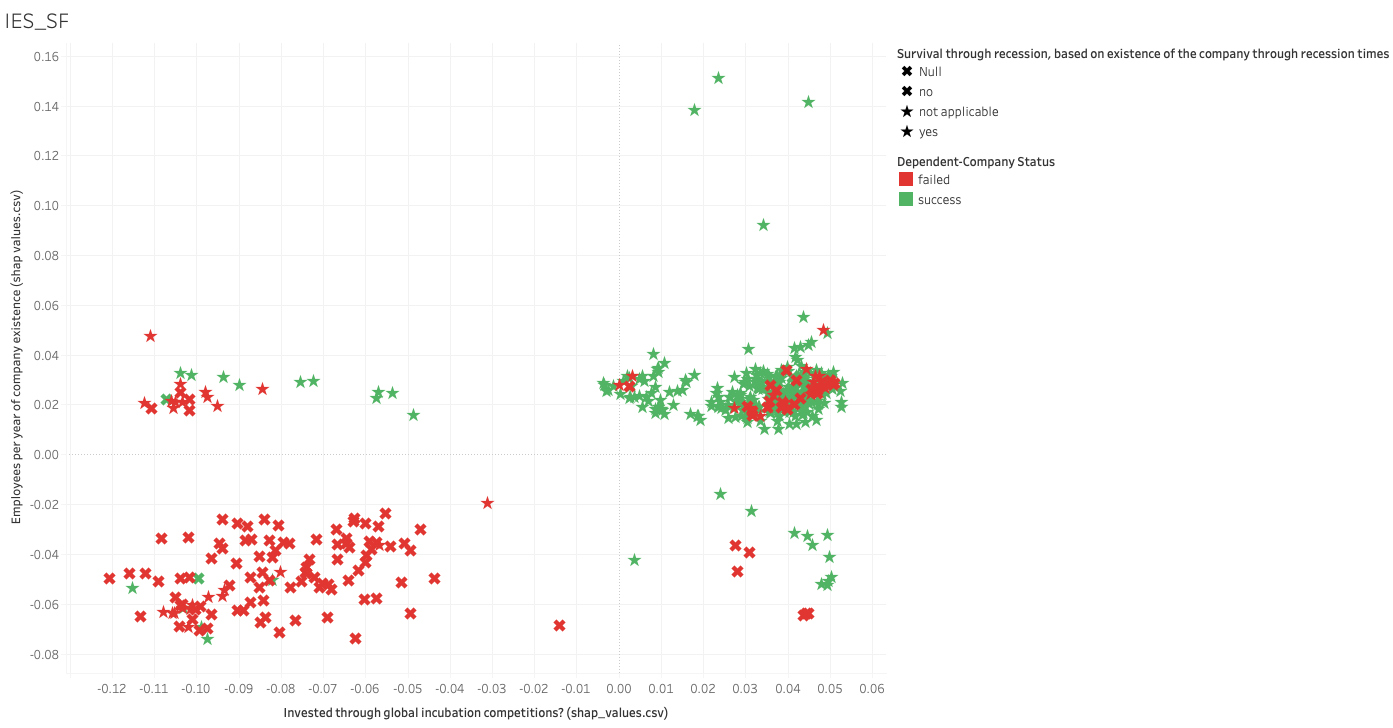 IES_SF
0.16
0.14
0.12
0.10
0.08
0.06
0.04
0.02
0.00
-0.02
-0.04
-0.06
-0.08
Employees per year of company existence (shap values.csv)
-0.12 -0.11 -0.10 -0.09 -0.08 -0.07 -0.06 -0.05 -0.04 -0.03 -0.02 -0.01 0.00 0.01 0.02 0.03 0.04 0.05 0.06
Invested through global incubation competitions? (shap_values.csv)
Survival through recession, based on existence of the company through recession times
Null
no
not applicable
yes
Dependent-Company Status
failed
success